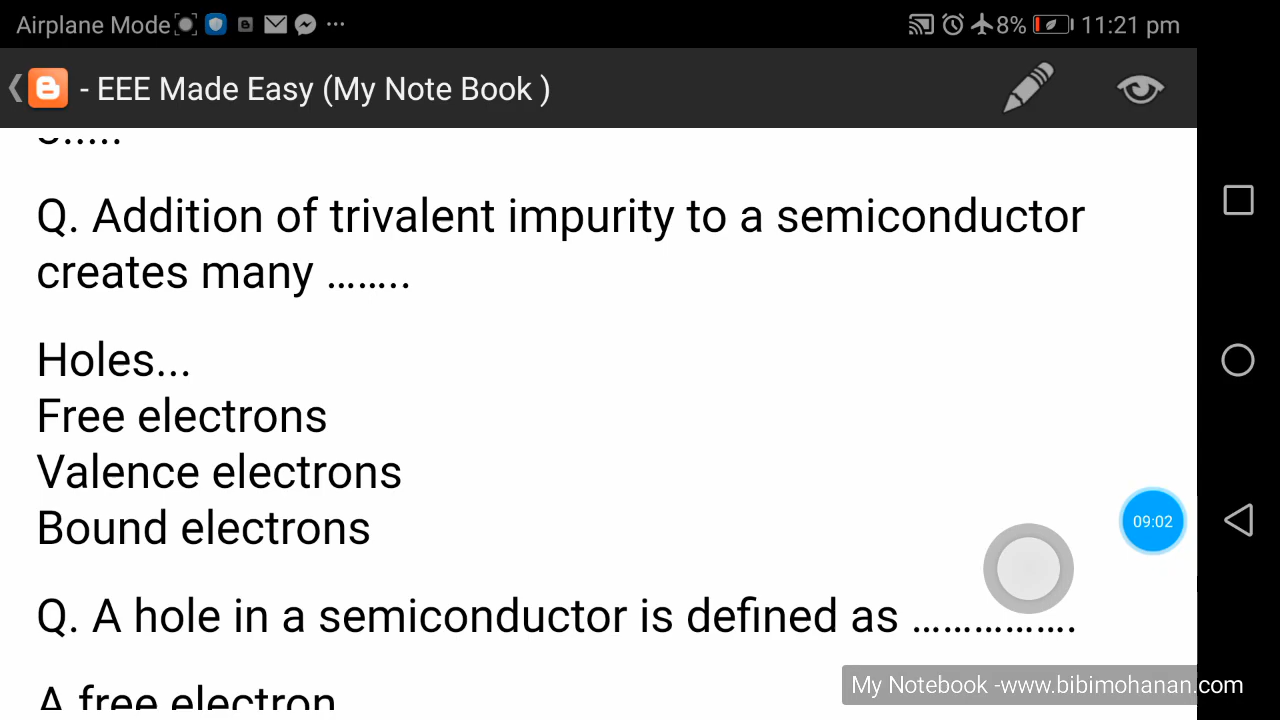 Airplane Mode ... 8% 11:21 pm
- EEE Made Easy (My Note Book )
Q. Addition of trivalent impurity to a semiconductor
creates many ........
Holes...
Free electrons
Valence electrons
Bound electrons
09:02
Q. A hole in a semiconductor is defined as ................
A free electron
My Notebook -www.bibimohanan.com